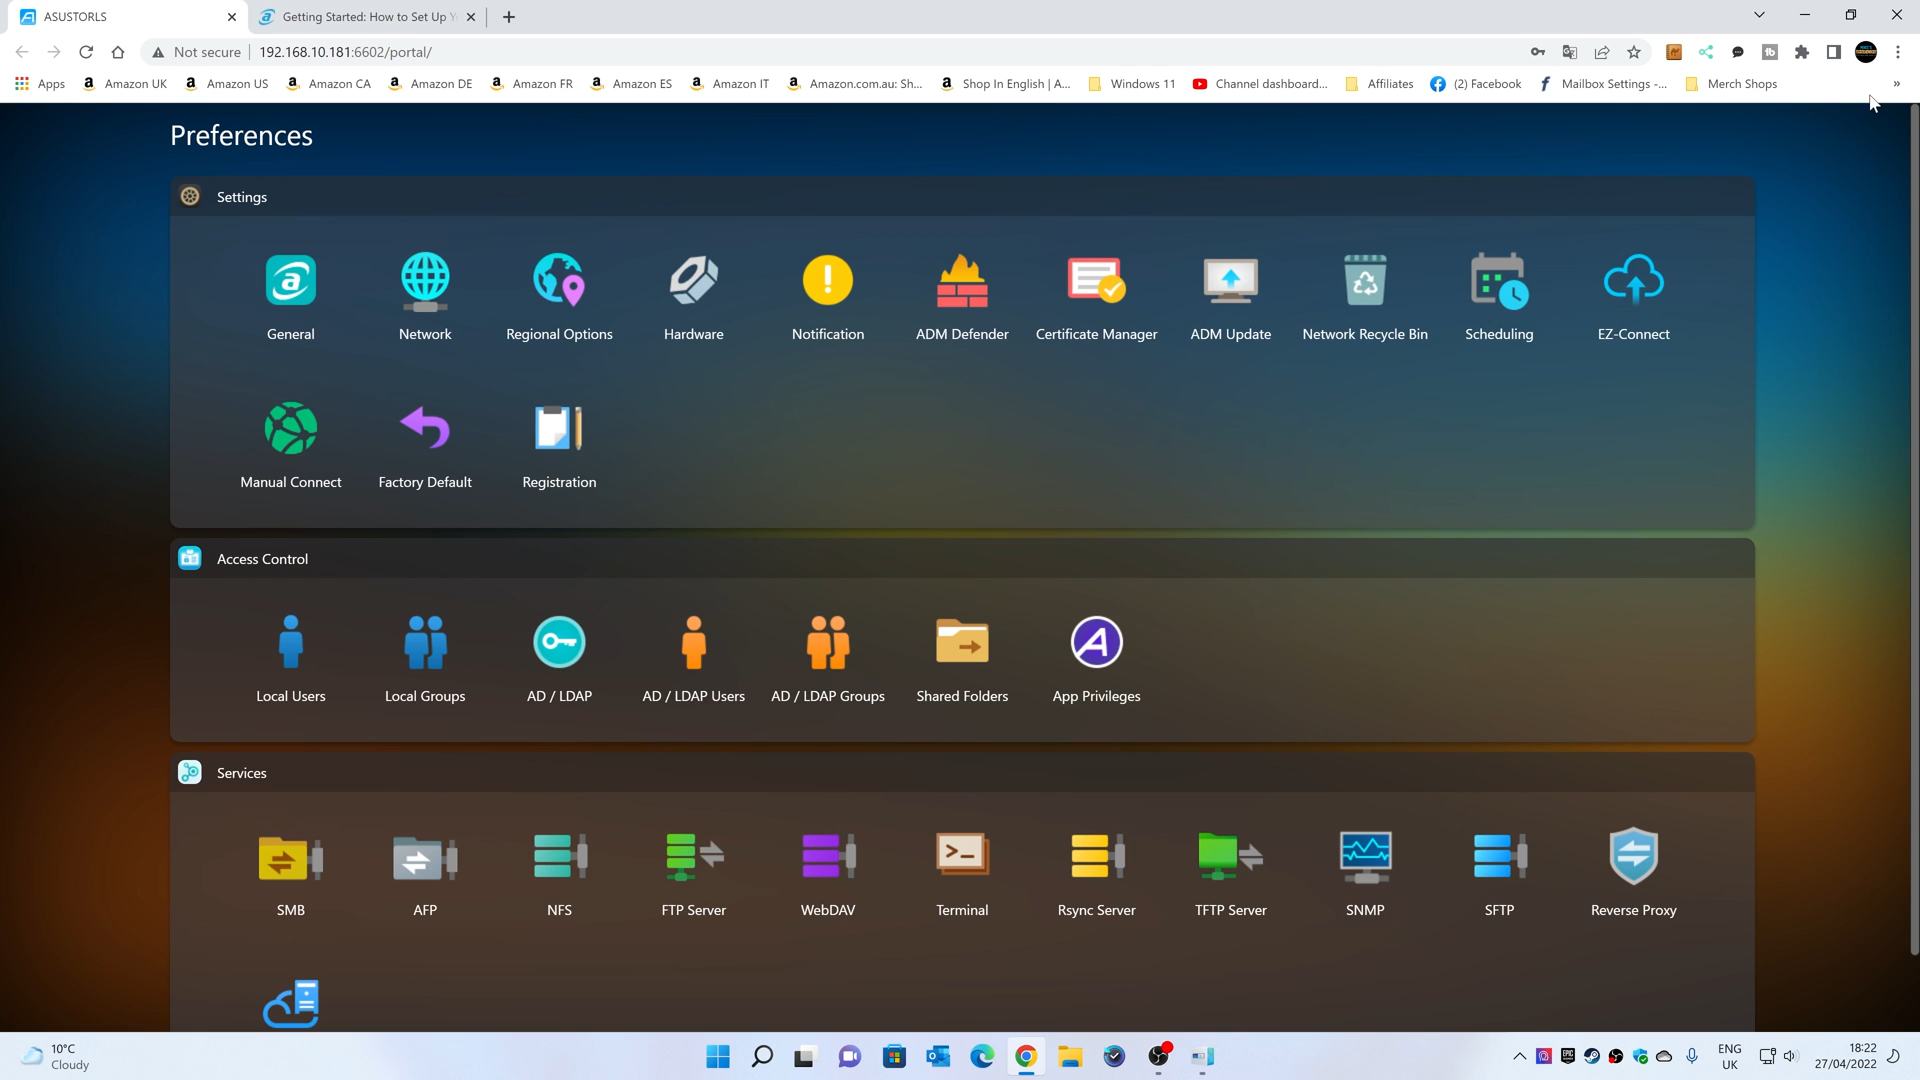 ASUSTORLS
Getting Started: How to Set Up Y
Not secure 192.168.10.181:6602/portal/
Apps Amazon UK Amazon US Amazon CA Amazon DE Amazon FR Amazon ES Amazon IT Amazon.com.au: Sh... Shop In English | A... Windows 11 Channel dashboard... Affiliates (2) Facebook Mailbox Settings -... Merch Shops »
Preferences
Settings
General Network Regional Options Hardware Notification ADM Defender Certificate Manager ADM Update Network Recycle Bin Scheduling EZ-Connect
Manual Connect Factory Default Registration
Access Control
Local Users Local Groups AD / LDAP AD / LDAP Users AD / LDAP Groups Shared Folders App Privileges
Services
SMB AFP NFS FTP Server WebDAV Terminal Rsync Server TFTP Server SNMP SFTP Reverse Proxy
10°C
Cloudy
ENG
UK
18:22
27/04/2022